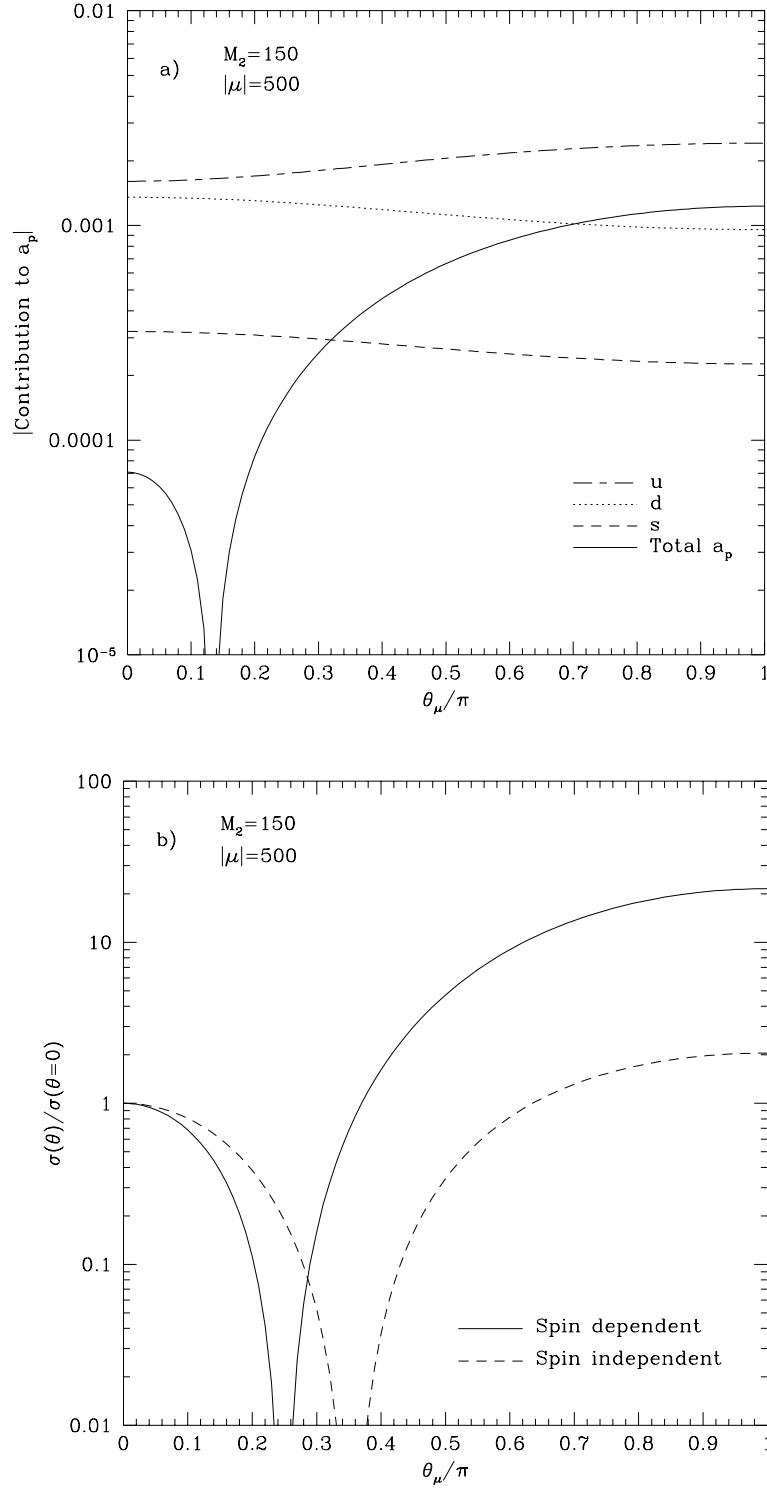 0.01
a)
M₂=150
|μ|=500
0.001
|Contribution to aₚ|
0.0001
u
d
s
Total aₚ
10⁻⁵
0 0.1 0.2 0.3 0.4 0.5 0.6 0.7 0.8 0.9 1
θ_μ/π
100
b)
M₂=150
|μ|=500
10
σ(θ)/σ(θ=0)
1
0.1
Spin dependent
Spin independent
0.01
0 0.1 0.2 0.3 0.4 0.5 0.6 0.7 0.8 0.9 1
θ_μ/π